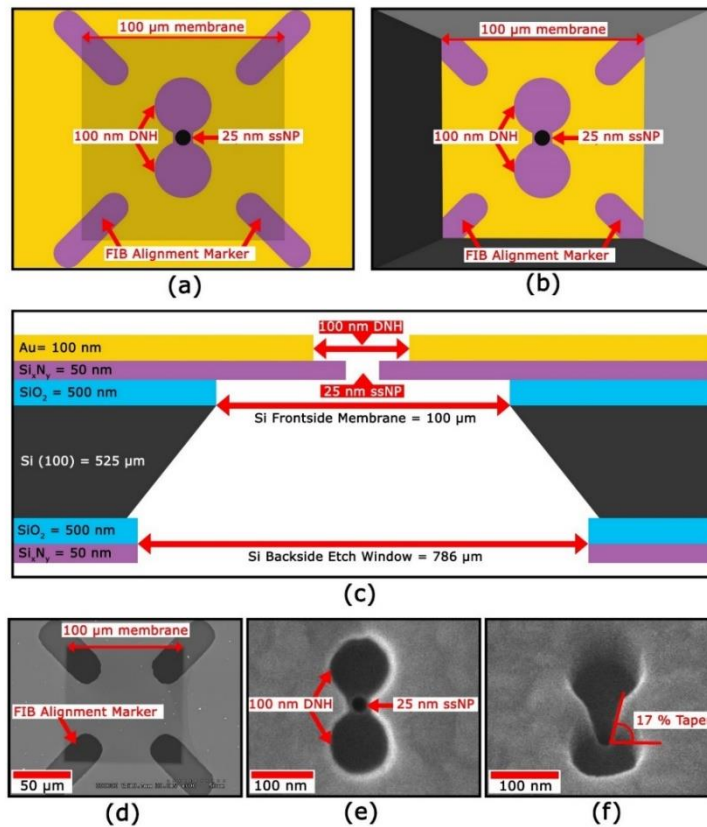 100 µm membrane
100 nm DNH
25 nm ssNP
FIB Alignment Marker
(a)
100 µm membrane
100 nm DNH
25 nm ssNP
FIB Alignment Marker
(b)
100 nm DNH
Au= 100 nm
SiₓNᵧ = 50 nm
SiO₂ = 500 nm
25 nm ssNP
Si Frontside Membrane = 100 µm
Si (100) = 525 µm
SiO₂ = 500 nm
SiₓNᵧ = 50 nm
Si Backside Etch Window = 786 µm
(c)
100 µm membrane
FIB Alignment Marker
50 µm
(d)
100 nm DNH
25 nm ssNP
100 nm
(e)
17 % Taper
100 nm
(f)